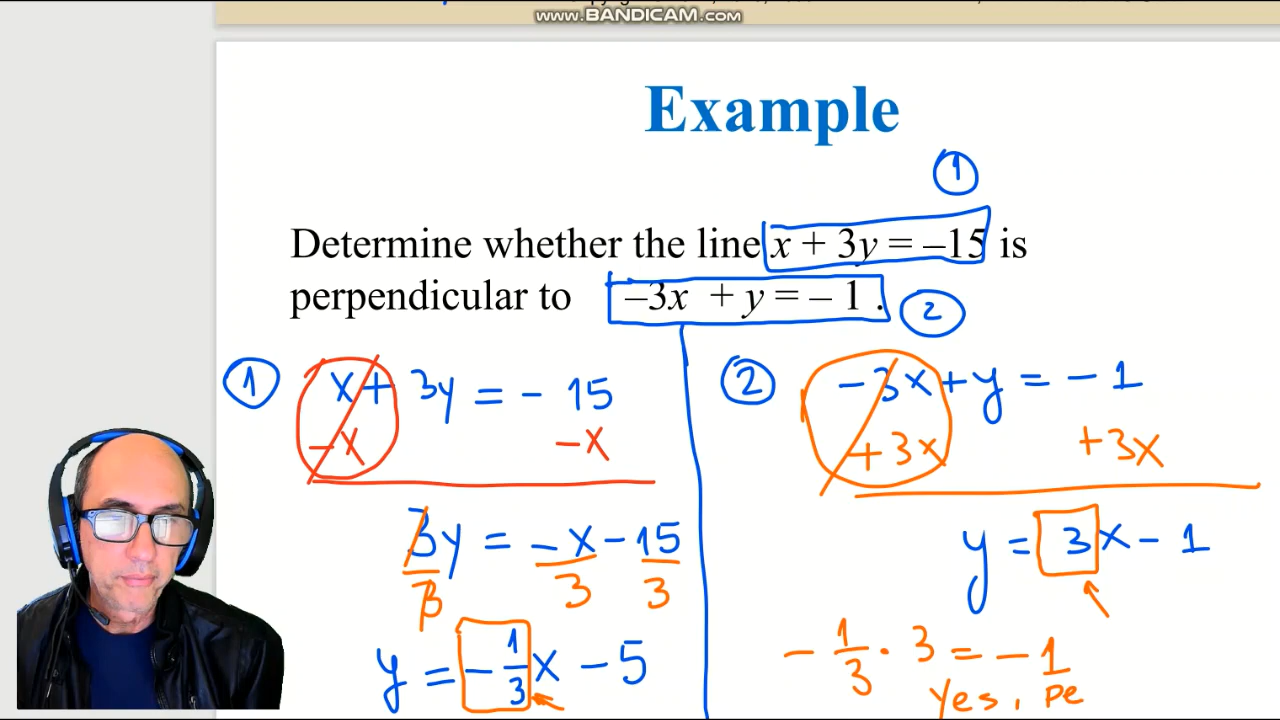 WWW.BANDICAM.COM
Example
①
Determine whether the line x + 3y = –15 is
perpendicular to –3x + y = – 1 .
②
① x + 3y = - 15
-x -x
3y = -x - 15
3 3 3
y = - 1/3 x - 5
② -3x + y = - 1
+3x +3x
y = 3x - 1
- 1/3 · 3 = - 1
Yes, pe